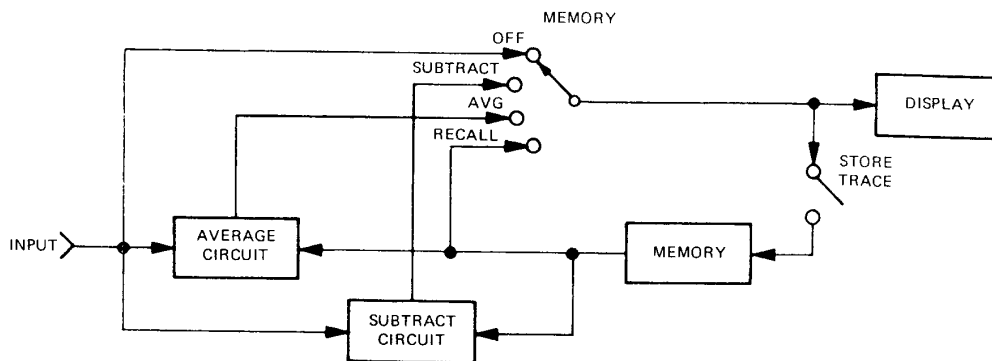 MEMORY
OFF
SUBTRACT
AVG
RECALL
DISPLAY
STORE
TRACE
INPUT
AVERAGE
CIRCUIT
MEMORY
SUBTRACT
CIRCUIT